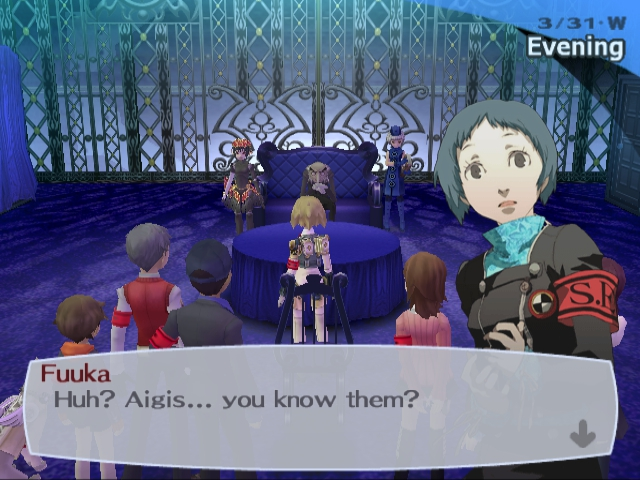 3/31・W
Evening
S.E
Fuuka
Huh? Aigis... you know them?